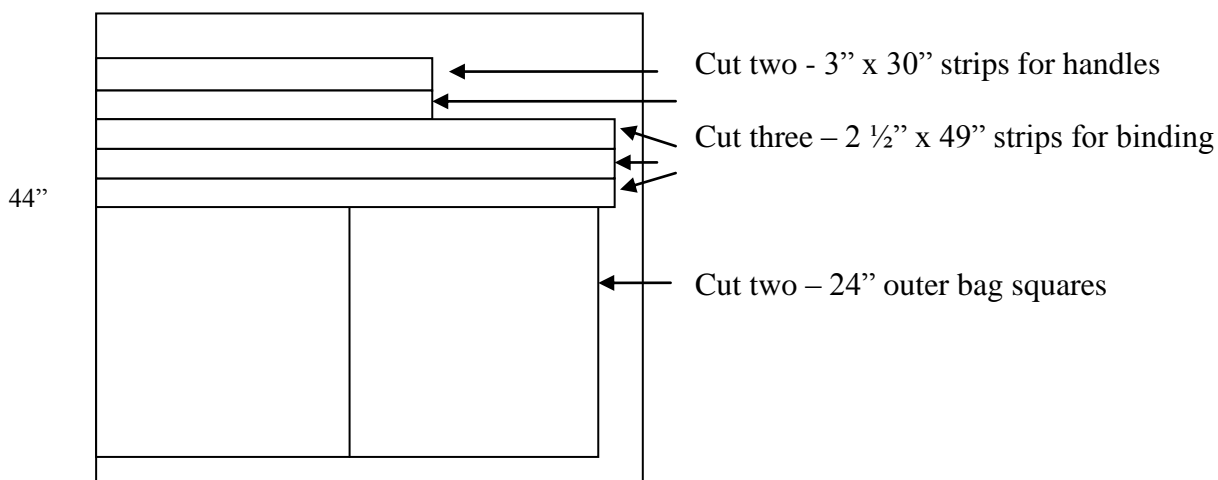 Cut two - 3” x 30” strips for handles
Cut three – 2 ½” x 49” strips for binding
44”
Cut two – 24” outer bag squares